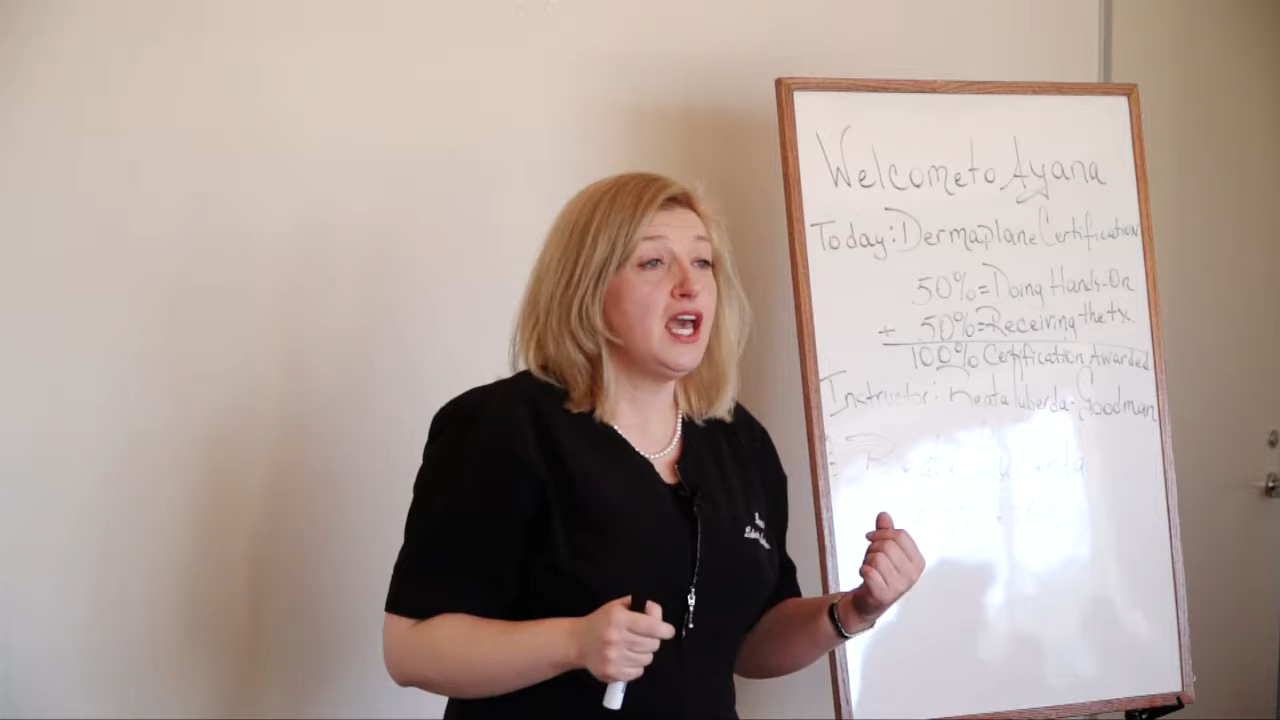 Welcome to Ayana
Today: Dermaplane Certification
50% = Doing Hands-On
+ 50% = Receiving the tx.
100% Certification Awarded
Instructor: Beata Luberda-Goodman